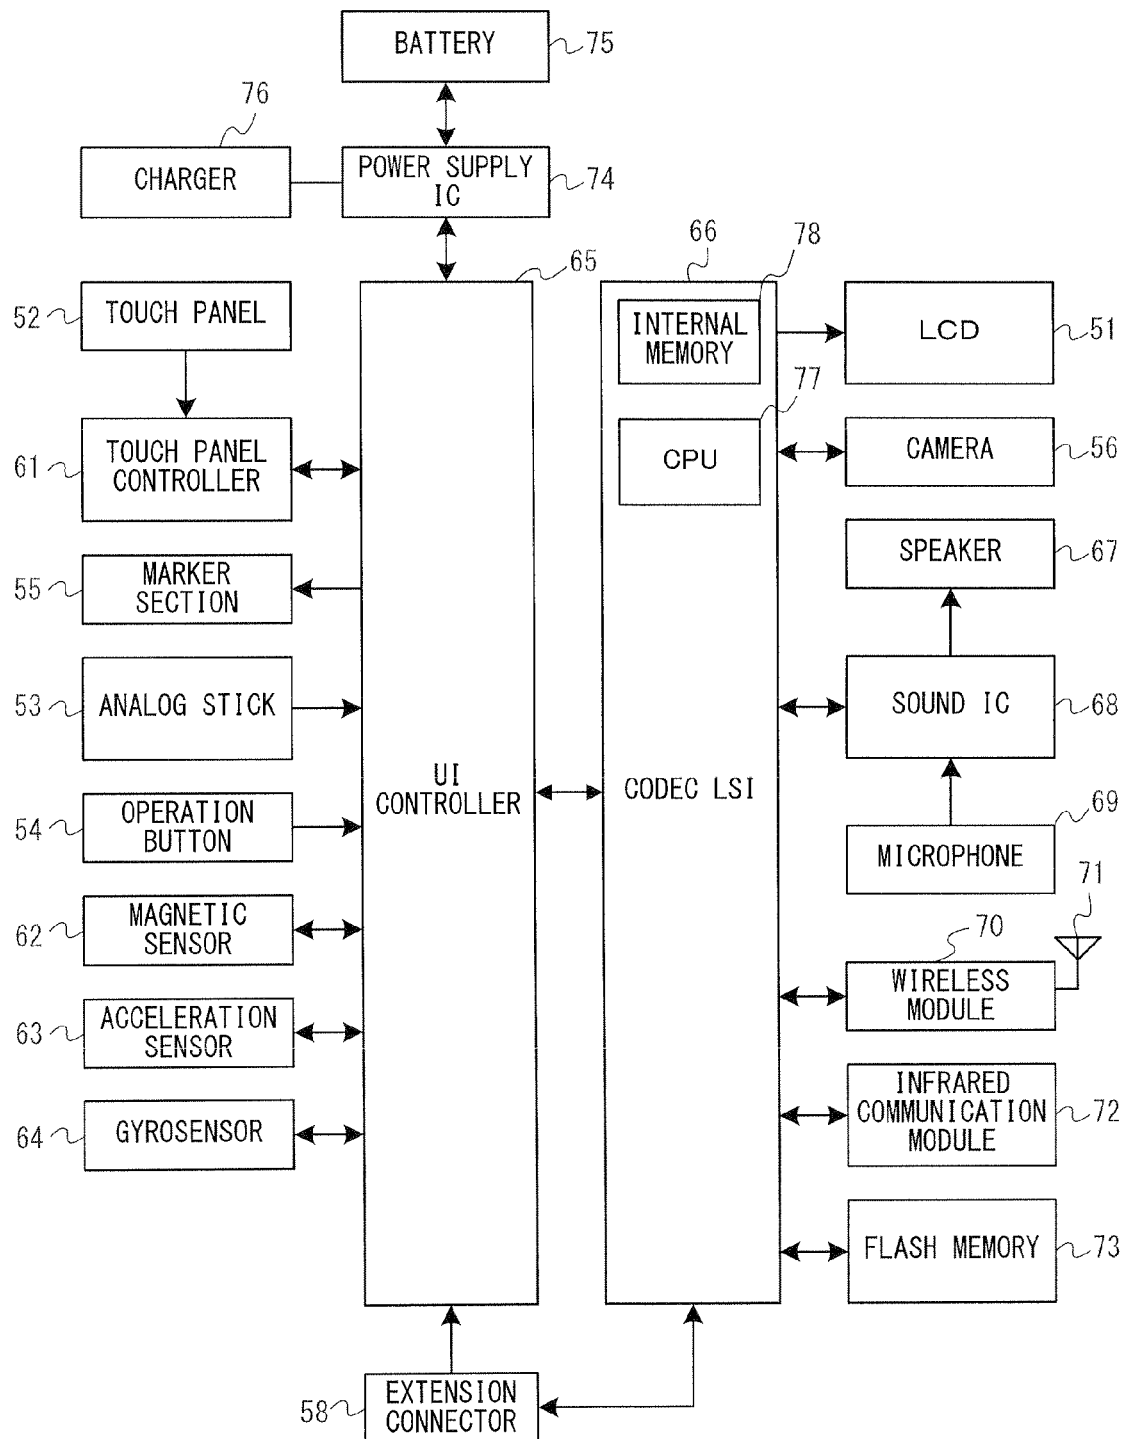 BATTERY
75
76
CHARGER
POWER SUPPLY
IC
74
65
66
78
52
TOUCH PANEL
INTERNAL
MEMORY
LCD
51
77
61
TOUCH PANEL
CONTROLLER
CPU
CAMERA
56
SPEAKER
67
55
MARKER
SECTION
53
ANALOG STICK
SOUND IC
68
UI
CONTROLLER
CODEC LSI
54
OPERATION
BUTTON
69
MICROPHONE
71
62
MAGNETIC
SENSOR
70
WIRELESS
MODULE
63
ACCELERATION
SENSOR
64
GYROSENSOR
INFRARED
COMMUNICATION
MODULE
72
FLASH MEMORY
73
58
EXTENSION
CONNECTOR